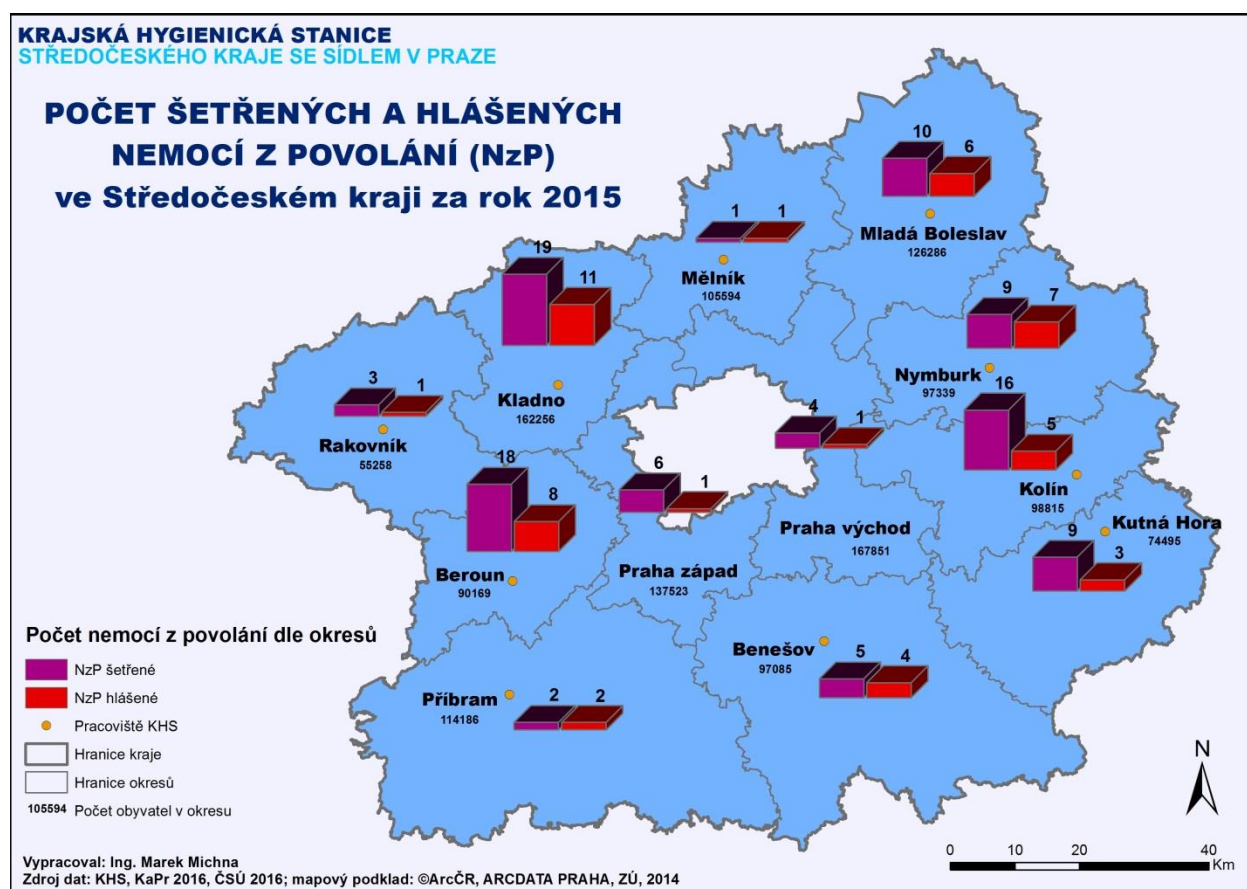 KRAJSKÁ HYGIENICKÁ STANICE
STŘEDOČESKÉHO KRAJE SE SÍDLEM V PRAZE
POČET ŠETŘENÝCH A HLÁŠENÝCH
NEMOCÍ Z POVOLÁNÍ (NzP)
ve Středočeském kraji za rok 2015
10
6
Mladá Boleslav
126286
1
1
Mělník
105594
19
11
Kladno
162256
9
7
Nymburk
97339
3
1
Rakovník
55258
4
1
16
5
Kolín
98815
6
1
18
8
Beroun
90169
Praha východ
167851
Praha západ
137523
Kutná Hora
74495
9
3
Benešov
97085
5
4
Příbram
114186
2
2
Počet nemocí z povolání dle okresů
NzP šetřené
NzP hlášené
Pracoviště KHS
Hranice kraje
Hranice okresů
105594 Počet obyvatel v okresu
N
0 10 20 40
Km
Vypracoval: Ing. Marek Michna
Zdroj dat: KHS, KaPr 2016, ČSÚ 2016; mapový podklad: ©ArcČR, ARCDATA PRAHA, ZÚ, 2014